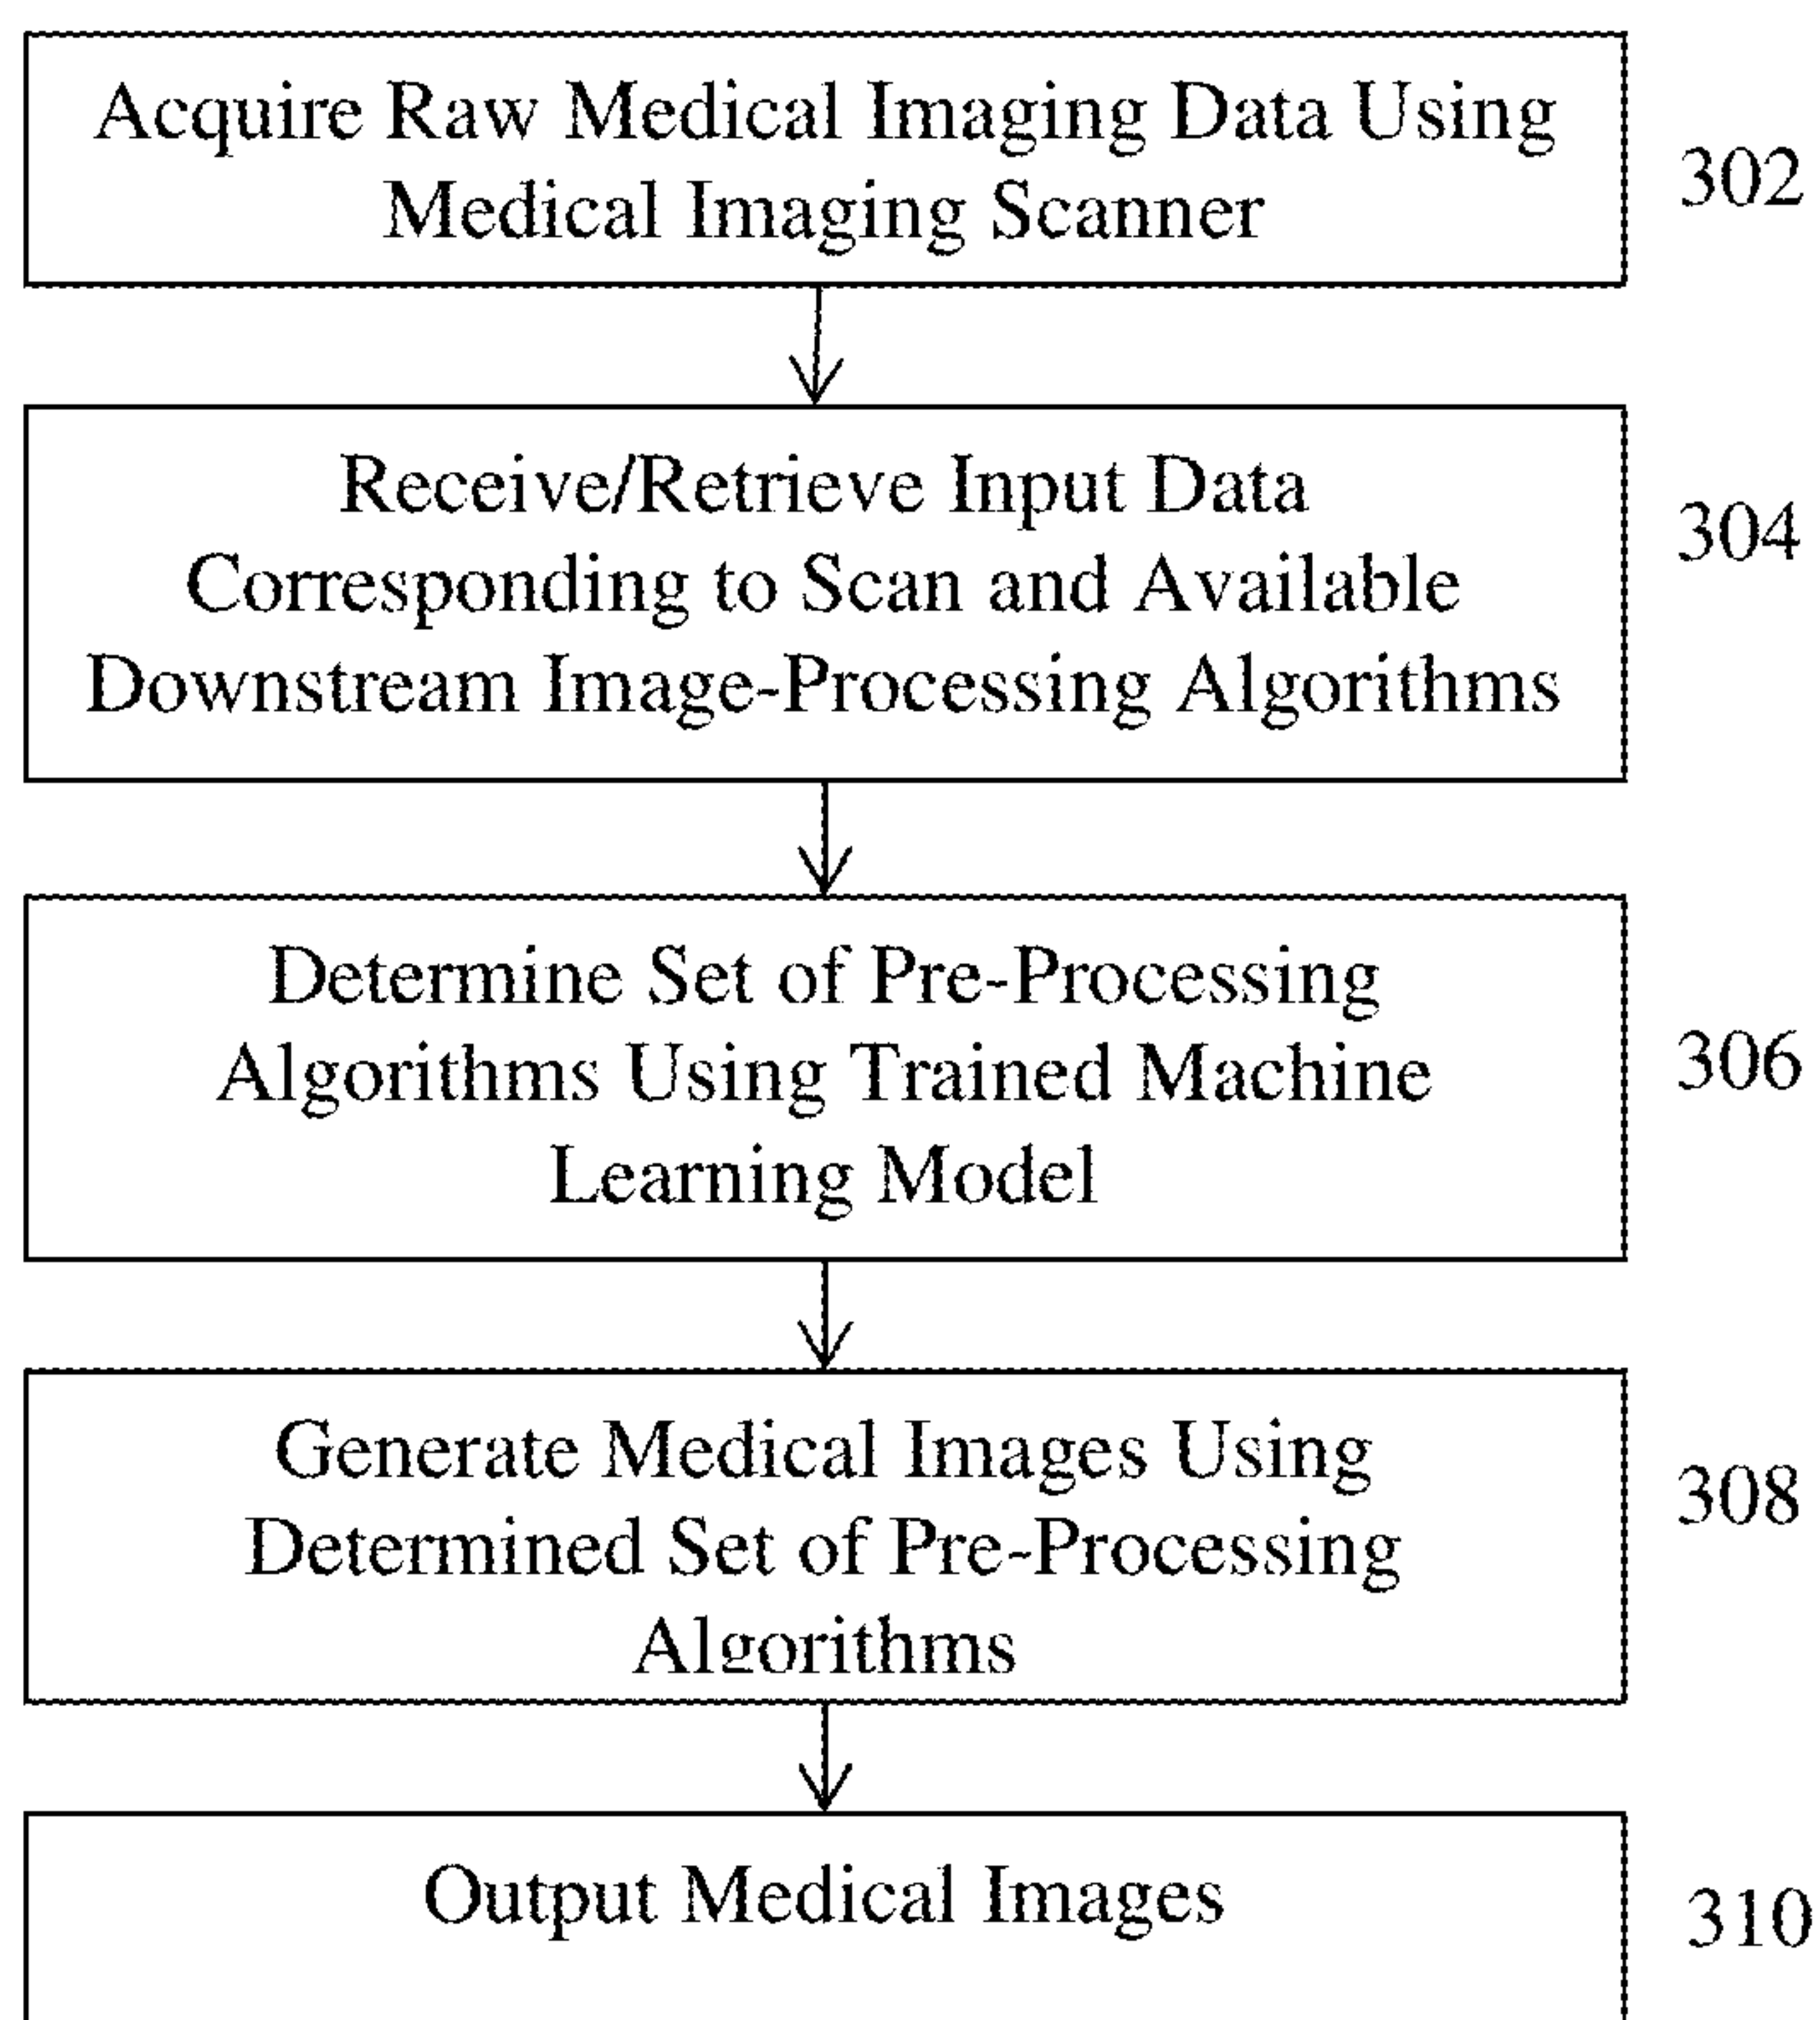 Acquire Raw Medical Imaging Data Using
Medical Imaging Scanner
302
Receive/Retrieve Input Data
Corresponding to Scan and Available
Downstream Image-Processing Algorithms
304
Determine Set of Pre-Processing
Algorithms Using Trained Machine
Learning Model
306
Generate Medical Images Using
Determined Set of Pre-Processing
Algorithms
308
Output Medical Images
310